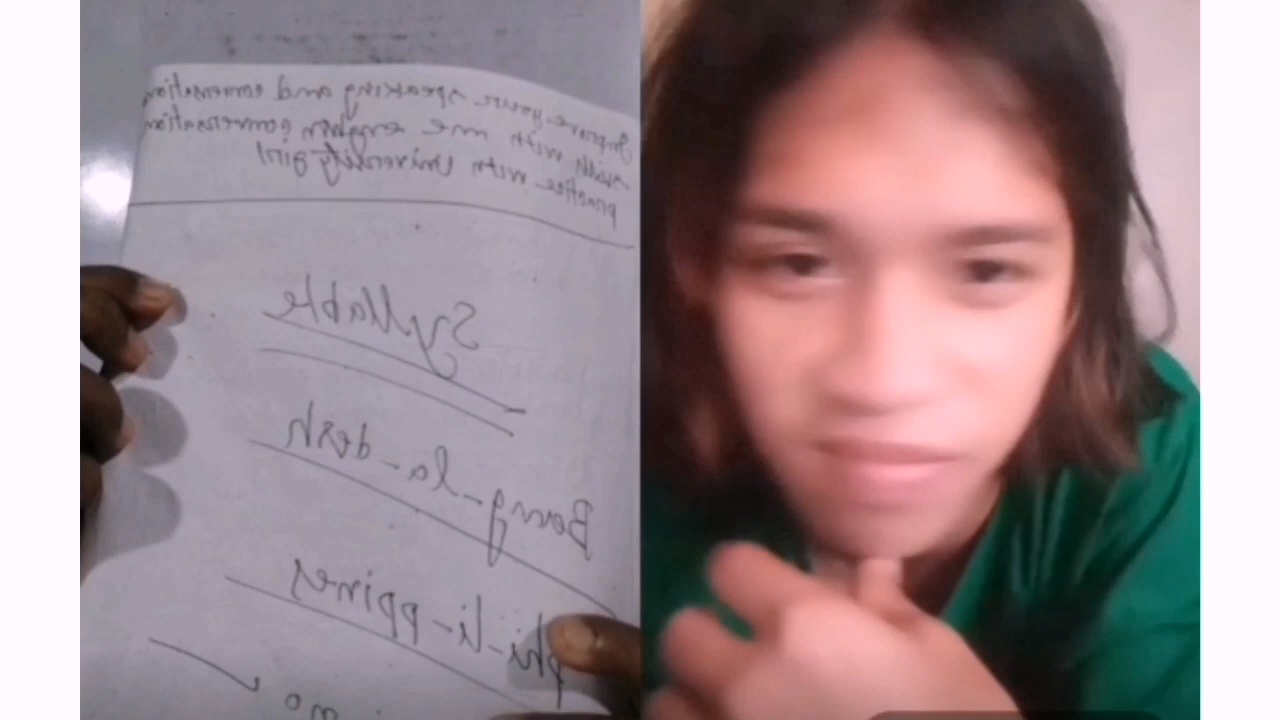 Improve your speaking and conversation
skills with me english conversation
practice with University girl
Syllable
Bang-la-desh
phi-li-ppines